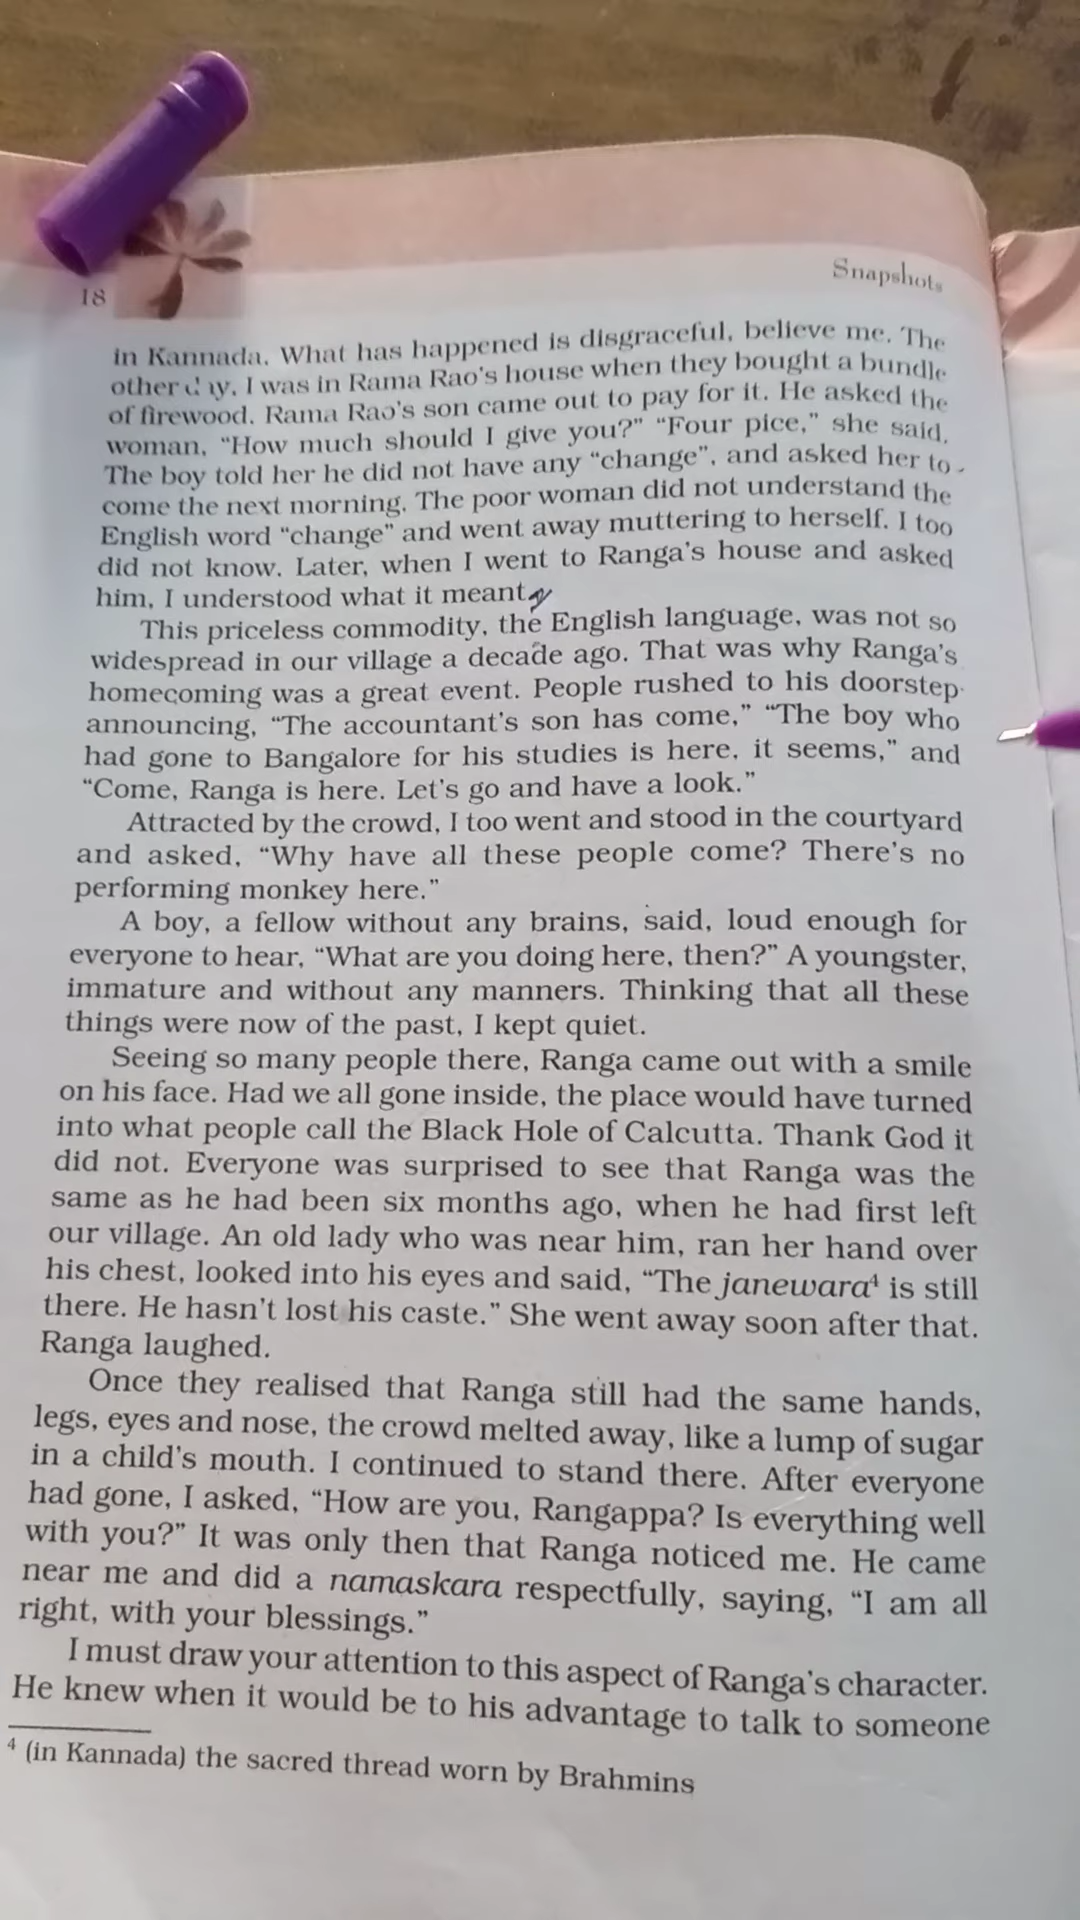 18
Snapshots
in Kannada. What has happened is disgraceful, believe me. The
other day, I was in Rama Rao's house when they bought a bundle
of firewood. Rama Rao's son came out to pay for it. He asked the
woman, “How much should I give you?” “Four pice,” she said.
The boy told her he did not have any “change”, and asked her to
come the next morning. The poor woman did not understand the
English word “change” and went away muttering to herself. I too
did not know. Later, when I went to Ranga's house and asked
him, I understood what it meant.
This priceless commodity, the English language, was not so
widespread in our village a decade ago. That was why Ranga's
homecoming was a great event. People rushed to his doorstep
announcing, “The accountant's son has come,” “The boy who
had gone to Bangalore for his studies is here, it seems,” and
“Come, Ranga is here. Let's go and have a look.”
Attracted by the crowd, I too went and stood in the courtyard
and asked, “Why have all these people come? There's no
performing monkey here.”
A boy, a fellow without any brains, said, loud enough for
everyone to hear, “What are you doing here, then?” A youngster,
immature and without any manners. Thinking that all these
things were now of the past, I kept quiet.
Seeing so many people there, Ranga came out with a smile
on his face. Had we all gone inside, the place would have turned
into what people call the Black Hole of Calcutta. Thank God it
did not. Everyone was surprised to see that Ranga was the
same as he had been six months ago, when he had first left
our village. An old lady who was near him, ran her hand over
his chest, looked into his eyes and said, “The janewara⁴ is still
there. He hasn't lost his caste.” She went away soon after that.
Ranga laughed.
Once they realised that Ranga still had the same hands,
legs, eyes and nose, the crowd melted away, like a lump of sugar
in a child's mouth. I continued to stand there. After everyone
had gone, I asked, “How are you, Rangappa? Is everything well
with you?” It was only then that Ranga noticed me. He came
near me and did a namaskara respectfully, saying, “I am all
right, with your blessings.”
I must draw your attention to this aspect of Ranga's character.
He knew when it would be to his advantage to talk to someone
⁴ (in Kannada) the sacred thread worn by Brahmins